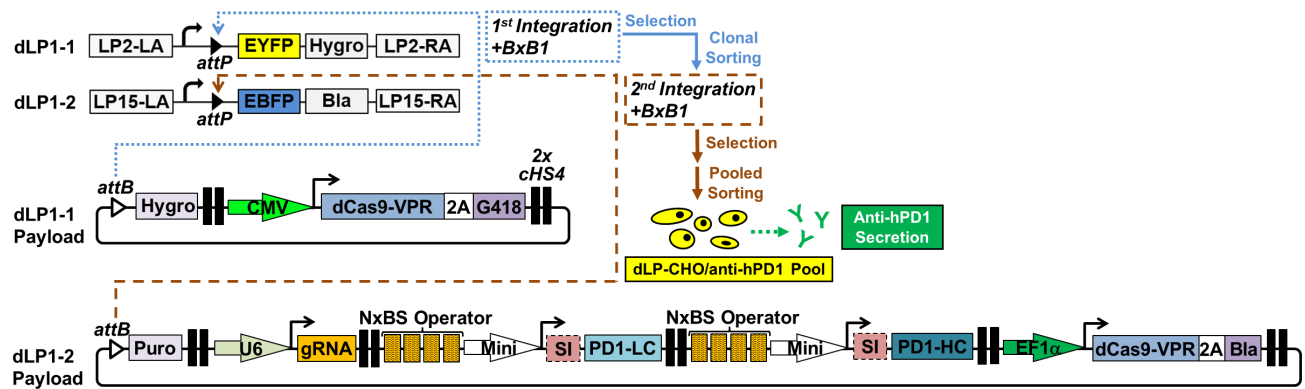 dLP1-1 LP2-LA attP EYFP Hygro LP2-RA
dLP1-2 LP15-LA attP EBFP Bla LP15-RA
1st Integration
+BxB1
Selection
Clonal
Sorting
2nd Integration
+BxB1
Selection
Pooled
Sorting
dLP-CHO/anti-hPD1 Pool
Anti-hPD1
Secretion
2x
cHS4
attB
dLP1-1
Payload
Hygro CMV dCas9-VPR 2A G418
NxBS Operator NxBS Operator
attB
dLP1-2
Payload
Puro U6 gRNA Mini SI PD1-LC Mini SI PD1-HC EF1α dCas9-VPR 2A Bla